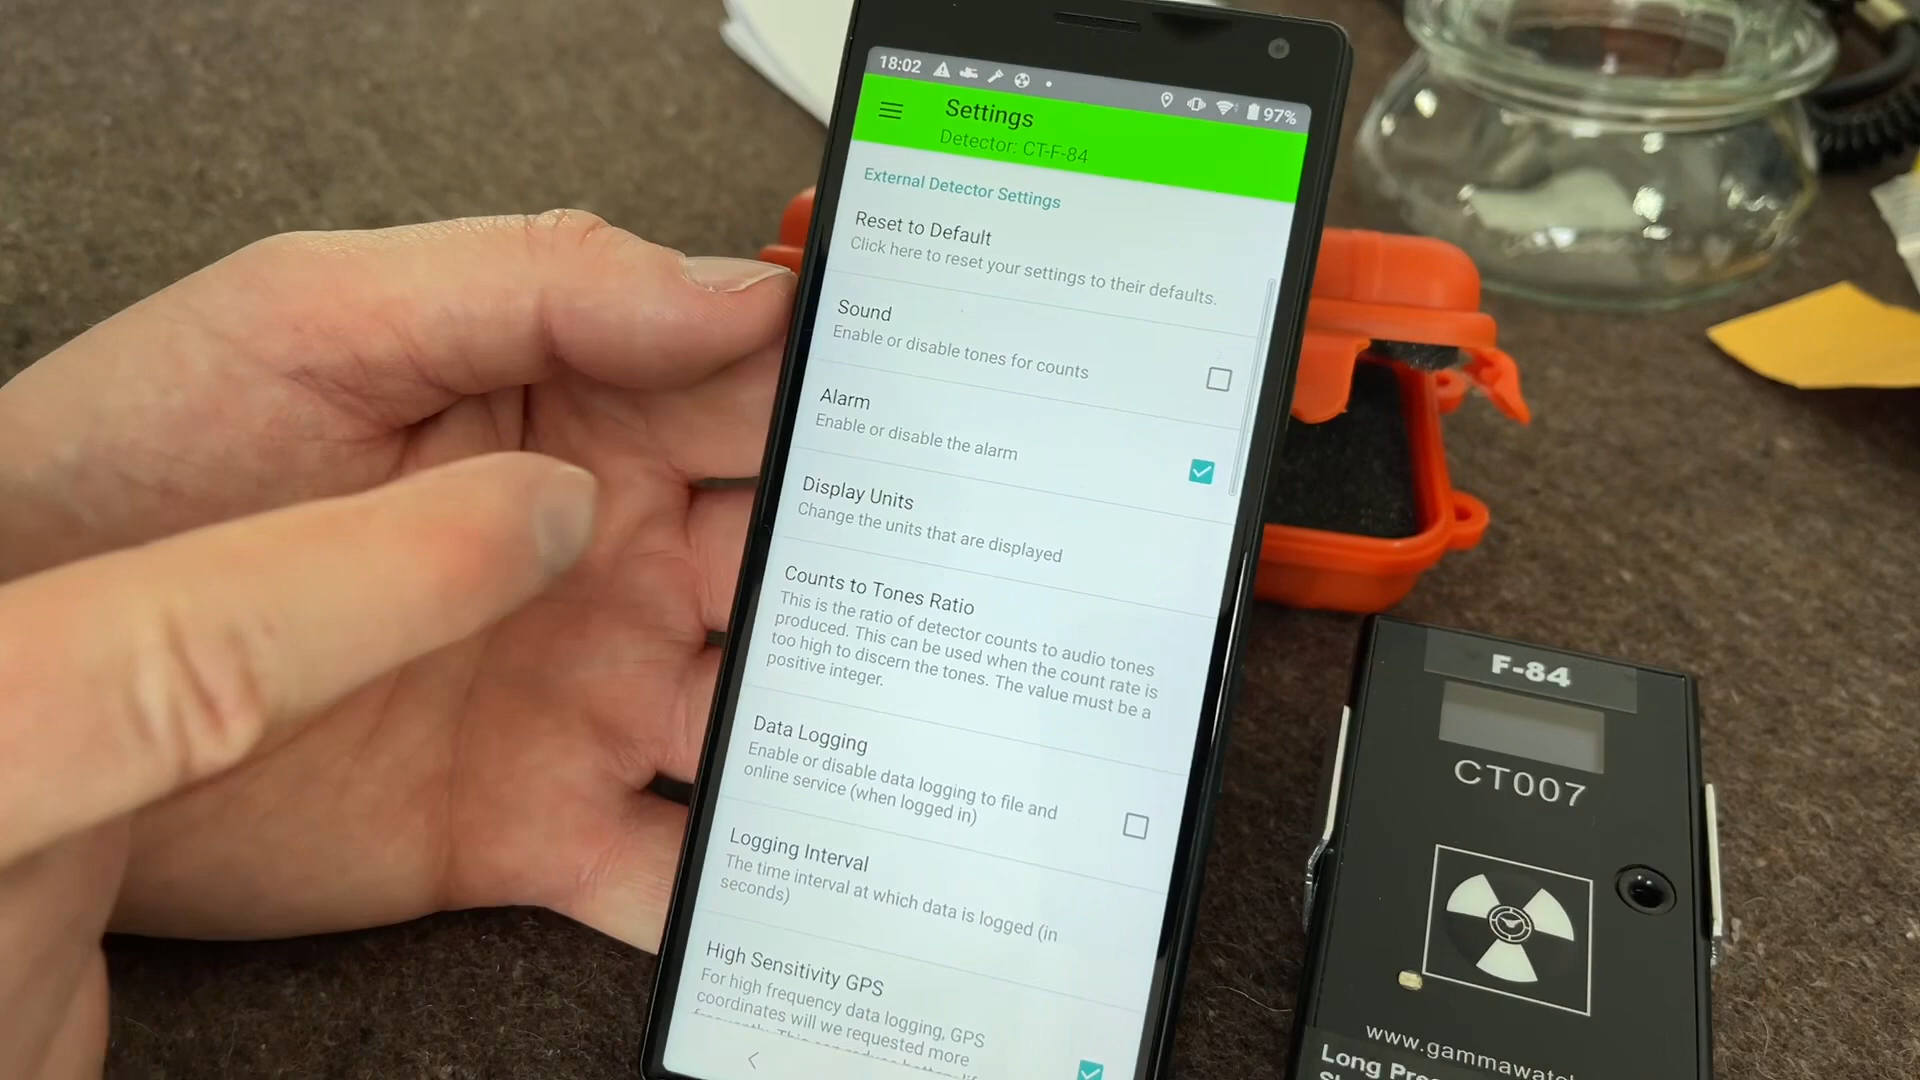 18:02
97%
Settings
Detector: CT-F-84
External Detector Settings
Reset to Default
Click here to reset your settings to their defaults.
Sound
Enable or disable tones for counts
Alarm
Enable or disable the alarm
Display Units
Change the units that are displayed
Counts to Tones Ratio
This is the ratio of detector counts to audio tones
produced. This can be used when the count rate is
too high to discern the tones. The value must be a
positive integer.
Data Logging
Enable or disable data logging to file and
online service (when logged in)
Logging Interval
The time interval at which data is logged (in
seconds)
High Sensitivity GPS
For high frequency data logging, GPS
coordinates will we requested more
F-84
CT007
www.gammawatch
Long Pre